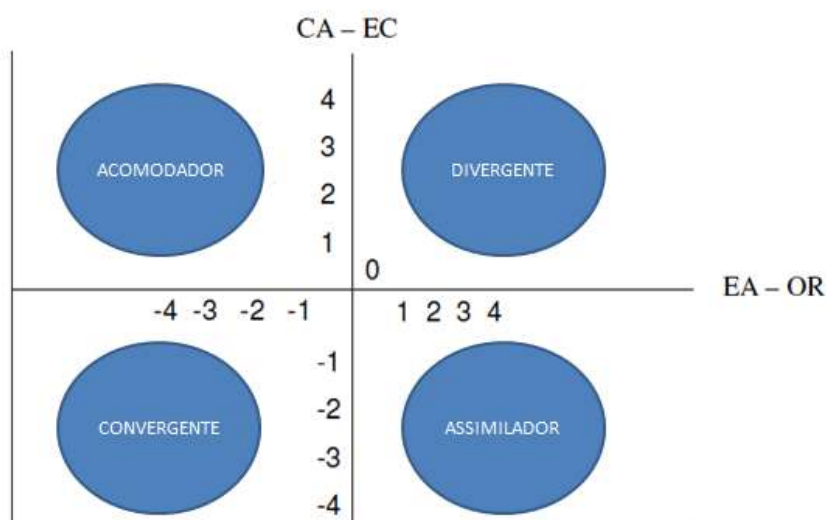 CA – EC
4
ACOMODADOR
DIVERGENTE
3
2
1
0
EA – OR
-4 -3 -2 -1
1 2 3 4
-1
CONVERGENTE
ASSIMILADOR
-2
-3
-4